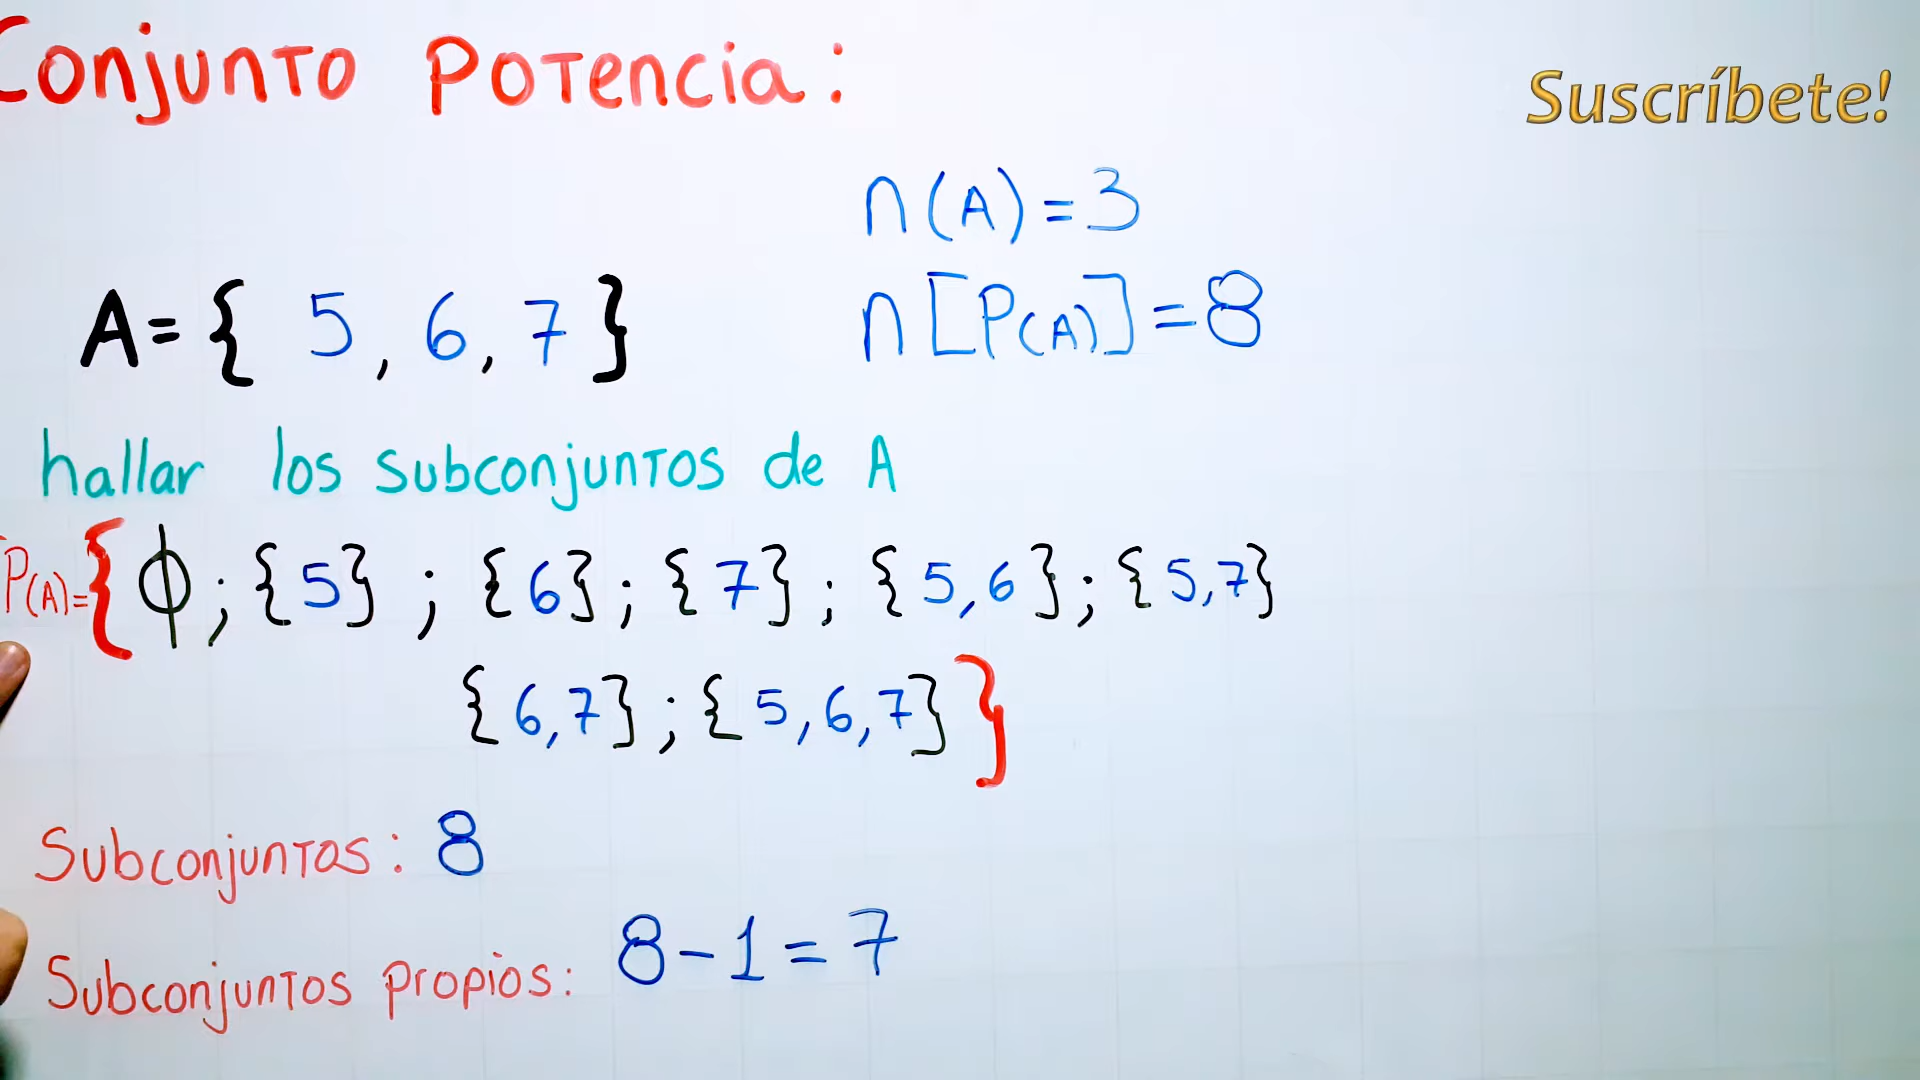 Conjunto Potencia:
Suscríbete!
n(A)=3
A={ 5, 6, 7 }
n[P(A)]=8
hallar los subconjuntos de A
P(A)={ϕ; {5} ; {6}; {7}; {5,6}; {5,7}
{6,7}; {5,6,7}}
Subconjuntos: 8
Subconjuntos propios: 8-1=7